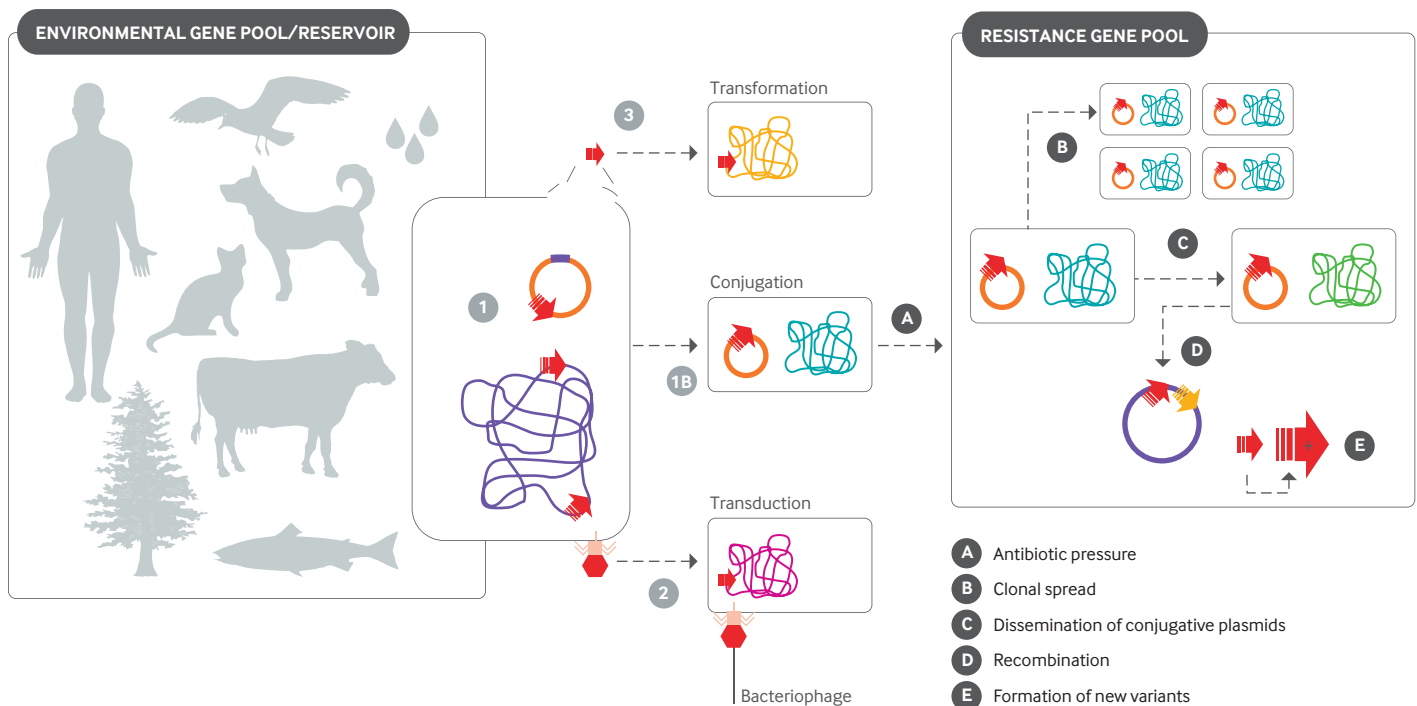 ENVIRONMENTAL GENE POOL/RESERVOIR
RESISTANCE GENE POOL
Transformation
3
B
C
1
Conjugation
1B
A
D
+
E
Transduction
2
Bacteriophage
A Antibiotic pressure
B Clonal spread
C Dissemination of conjugative plasmids
D Recombination
E Formation of new variants